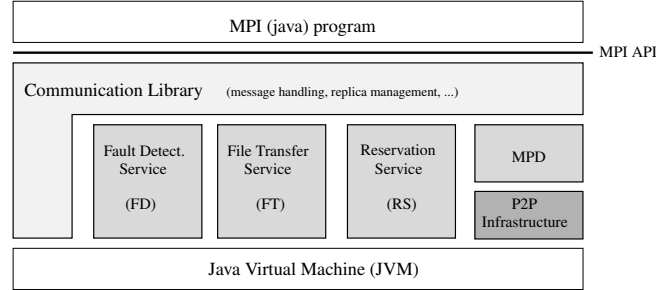 MPI (java) program
MPI API
Communication Library (message handling, replica management, ...)
Fault Detect.
Service
(FD)
File Transfer
Service
(FT)
Reservation
Service
(RS)
MPD
P2P
Infrastructure
Java Virtual Machine (JVM)